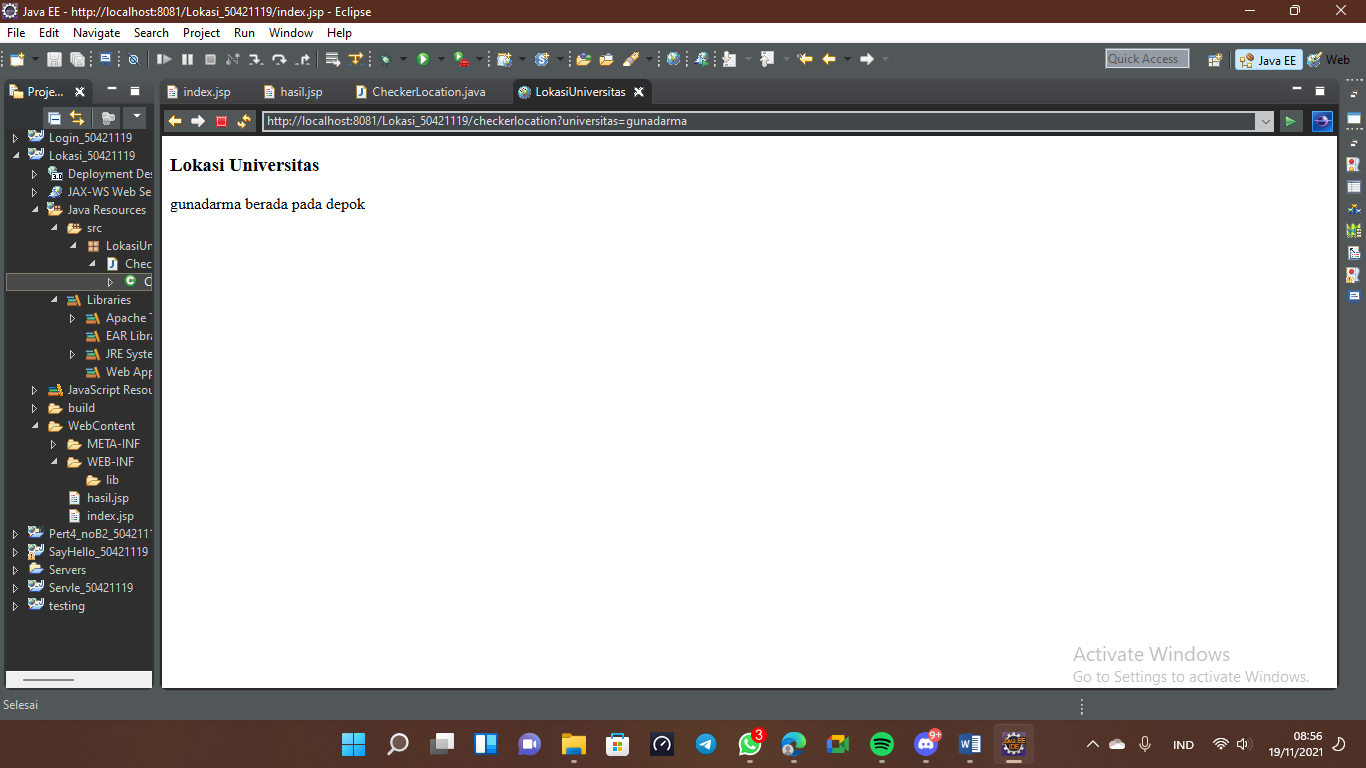 Java EE - http://localhost:8081/Lokasi_50421119/index.jsp - Eclipse
File Edit Navigate Search Project Run Window Help
Quick Access
Java EE
Web
Proje...
index.jsp
hasil.jsp
CheckerLocation.java
LokasiUniversitas
http://localhost:8081/Lokasi_50421119/checkerlocation?universitas=gunadarma
Login_50421119
Lokasi_50421119
Deployment Des
JAX-WS Web Se
Java Resources
src
LokasiUn
Chec
C
Libraries
Apache T
EAR Libra
JRE Syste
Web App
JavaScript Resou
build
WebContent
META-INF
WEB-INF
lib
hasil.jsp
index.jsp
Pert4_noB2_5042111
SayHello_50421119
Servers
Servle_50421119
testing
Lokasi Universitas
gunadarma berada pada depok
Activate Windows
Go to Settings to activate Windows.
Selesai
3
9+
IND
08:56
19/11/2021